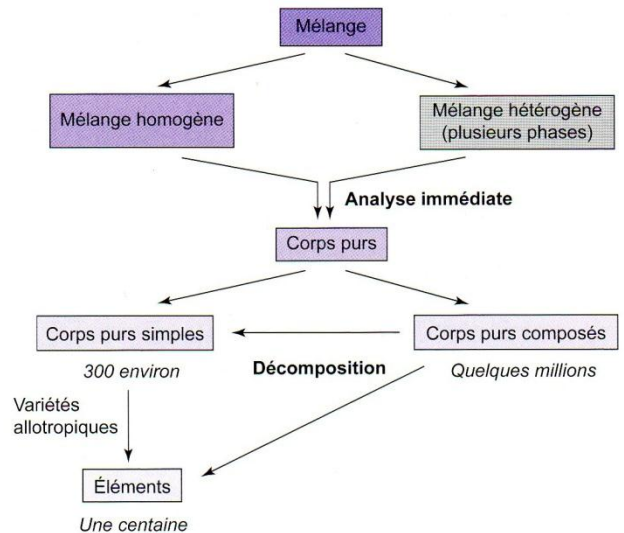 Mélange
Mélange homogène
Mélange hétérogène
(plusieurs phases)
Analyse immédiate
Corps purs
Corps purs simples
Corps purs composés
300 environ
Décomposition
Quelques millions
Variétés
allotropiques
Éléments
Une centaine